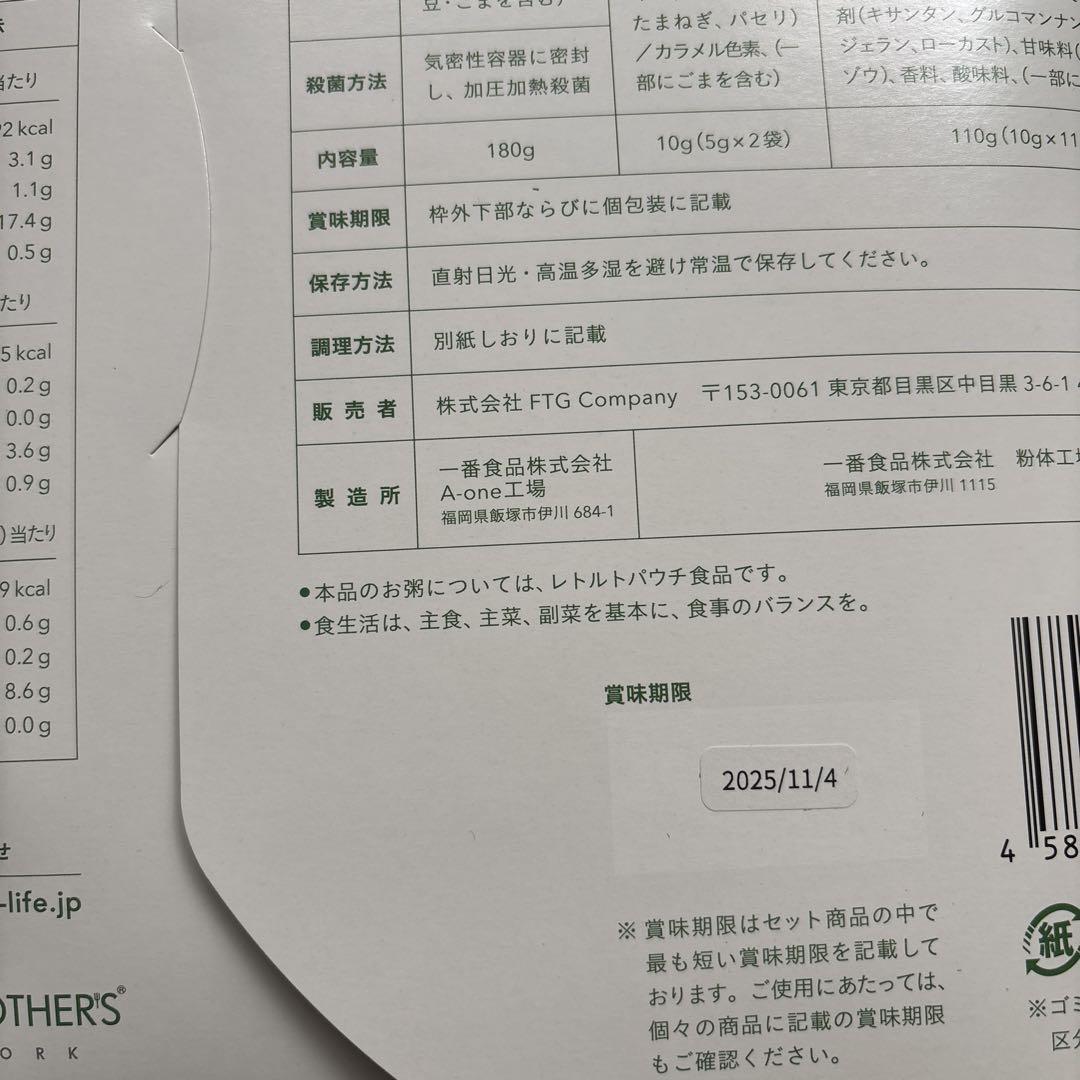 当たり
2 kcal
3.1 g
1.1 g
17.4 g
0.5 g
たり
5 kcal
0.2 g
0.0 g
3.6 g
0.9 g
)当たり
9 kcal
0.6 g
0.2 g
8.6 g
0.0 g
せ
-life.jp
OTHER'S®
ORK
豆・ごまを含む)
たまねぎ、パセリ)
/カラメル色素、(一
部にごまを含む)
剤(キサンタン、グルコマンナン
ジェラン、ローカスト)、甘味料(
ゾウ)、香料、酸味料、(一部に
殺菌方法
気密性容器に密封
し、加圧加熱殺菌
内容量
180g
10g(5g×2袋)
110g(10g×11
賞味期限
枠外下部ならびに個包装に記載
保存方法
直射日光・高温多湿を避け常温で保存してください。
調理方法
別紙しおりに記載
販売者
株式会社 FTG Company 〒153-0061 東京都目黒区中目黒 3-6-1
製造所
一番食品株式会社
A-one工場
福岡県飯塚市伊川 684-1
一番食品株式会社 粉体工場
福岡県飯塚市伊川 1115
●本品のお粥については、レトルトパウチ食品です。
●食生活は、主食、主菜、副菜を基本に、食事のバランスを。
賞味期限
2025/11/4
4 58
※ 賞味期限はセット商品の中で
最も短い賞味期限を記載して
おります。ご使用にあたっては、
個々の商品に記載の賞味期限
もご確認ください。
紙
※ゴミ
区分